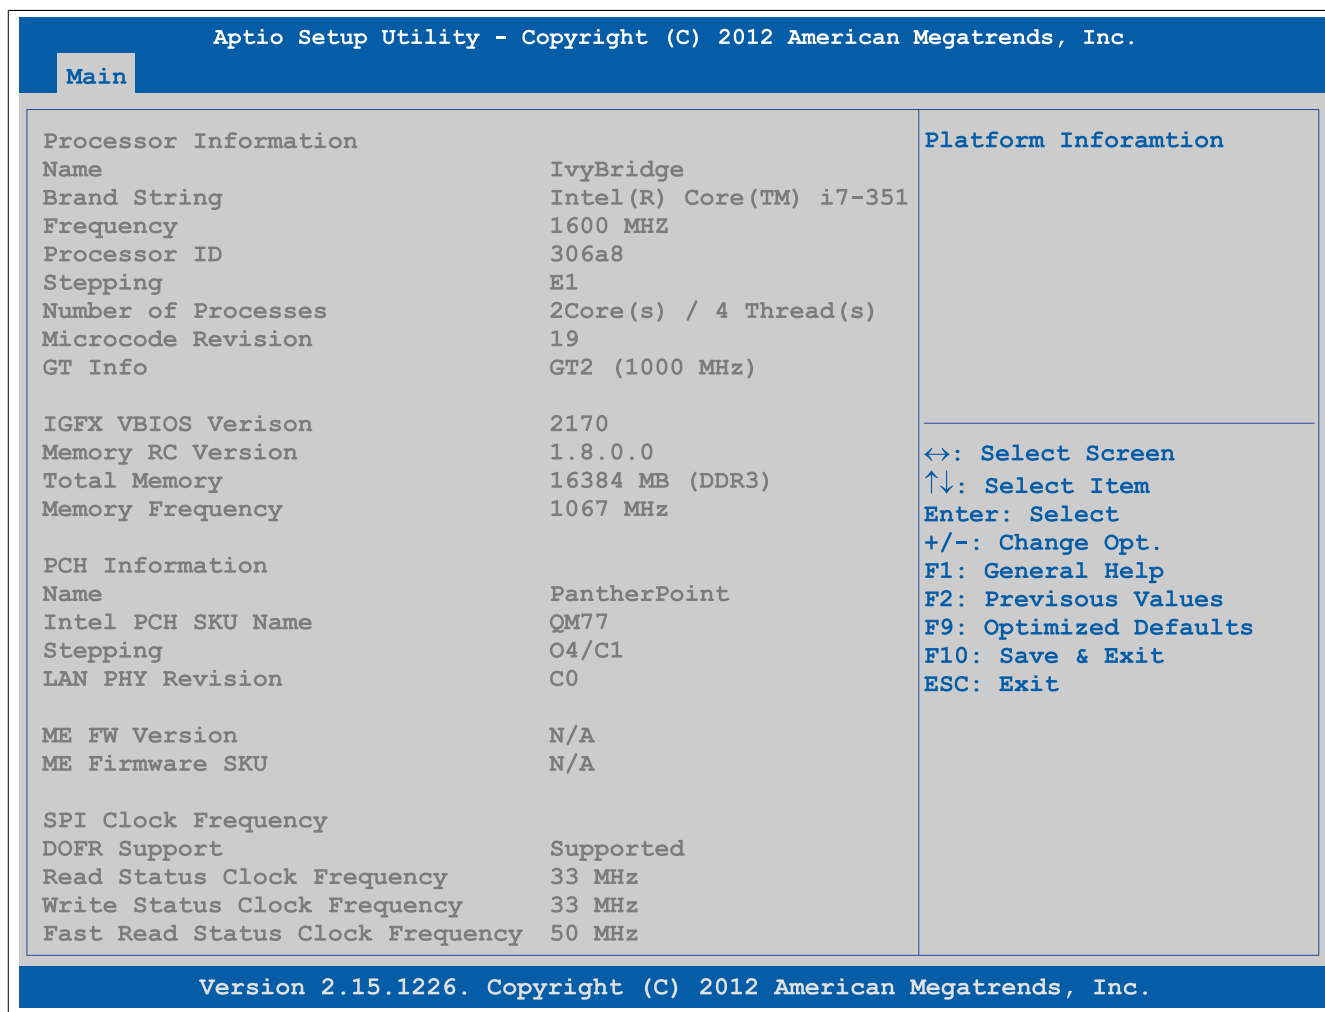 Aptio Setup Utility - Copyright (C) 2012 American Megatrends, Inc.
Main
Processor Information
Name IvyBridge
Brand String Intel(R) Core(TM) i7-351
Frequency 1600 MHZ
Processor ID 306a8
Stepping E1
Number of Processes 2Core(s) / 4 Thread(s)
Microcode Revision 19
GT Info GT2 (1000 MHz)
IGFX VBIOS Verison 2170
Memory RC Version 1.8.0.0
Total Memory 16384 MB (DDR3)
Memory Frequency 1067 MHz
PCH Information
Name PantherPoint
Intel PCH SKU Name QM77
Stepping O4/C1
LAN PHY Revision C0
ME FW Version N/A
ME Firmware SKU N/A
SPI Clock Frequency
DOFR Support Supported
Read Status Clock Frequency 33 MHz
Write Status Clock Frequency 33 MHz
Fast Read Status Clock Frequency 50 MHz
Platform Inforamtion
↔: Select Screen
↑↓: Select Item
Enter: Select
+/-: Change Opt.
F1: General Help
F2: Previsous Values
F9: Optimized Defaults
F10: Save & Exit
ESC: Exit
Version 2.15.1226. Copyright (C) 2012 American Megatrends, Inc.